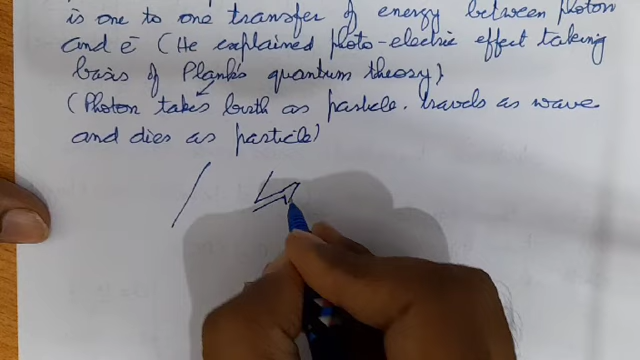 is one to one transfer of energy between photon
and e⁻ (He explained photo-electric effect taking
basis of Plank's quantum theory)
(Photon takes birth as particle. travels as wave
and dies as particle)